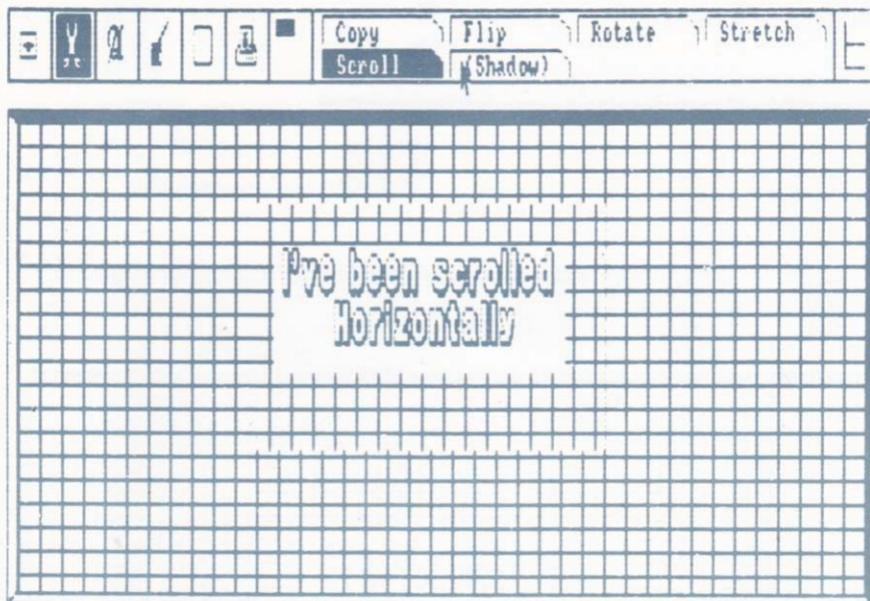 Copy Flip Rotate Stretch
Scroll (Shadow)
I've been scrolled
Horizontally